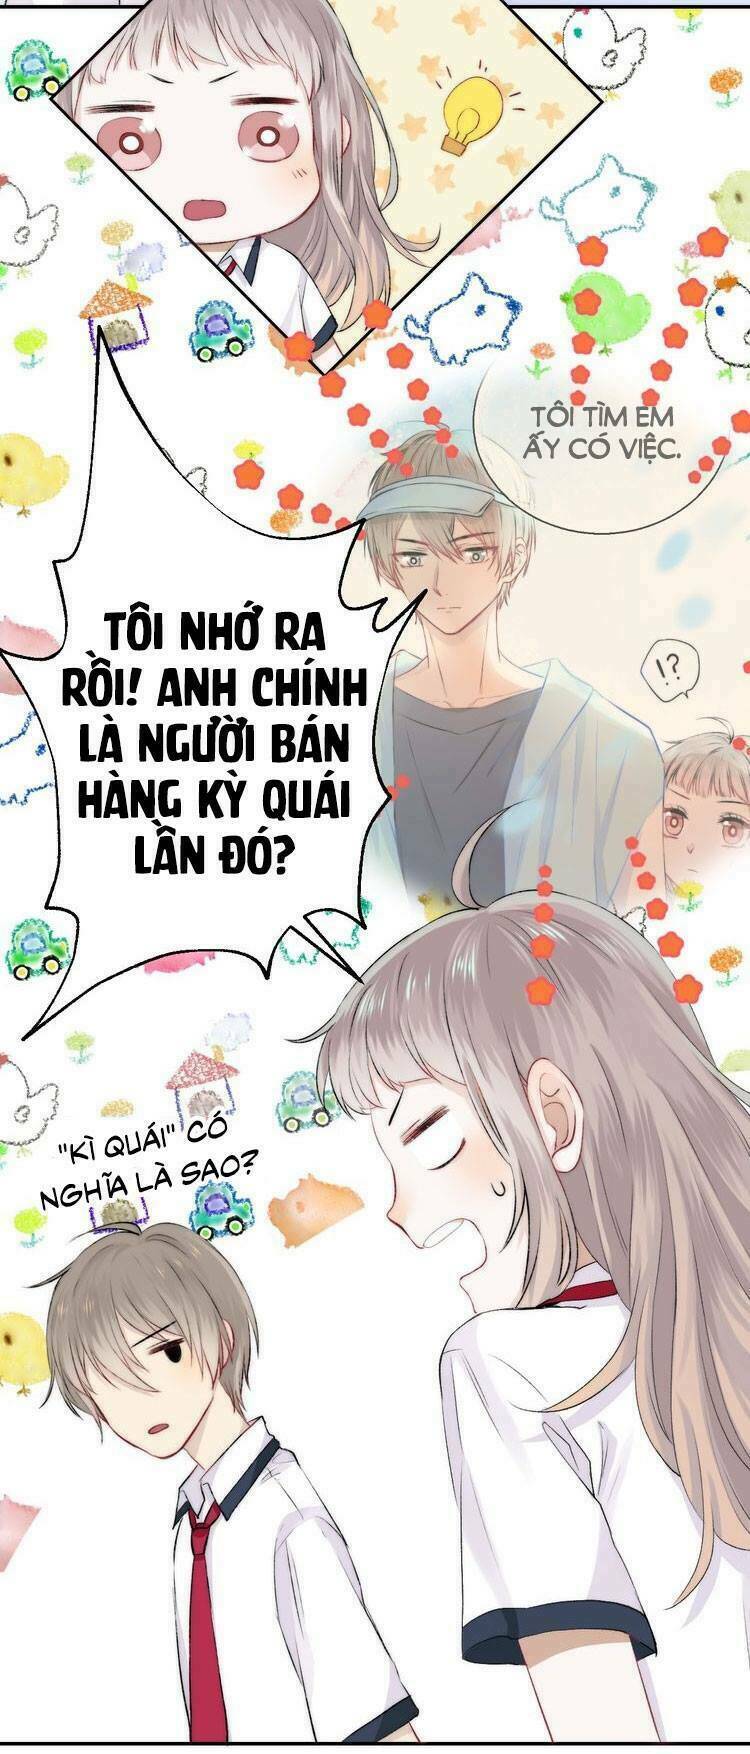 TÔI TÌM EM
ẤY CÓ VIỆC.
TÔI NHỚ RA
RỒI! ANH CHÍNH
LÀ NGƯỜI BÁN
HÀNG KỲ QUÁI
LẦN ĐÓ?
!?
"KÌ QUÁI" CÓ
NGHĨA LÀ SAO?